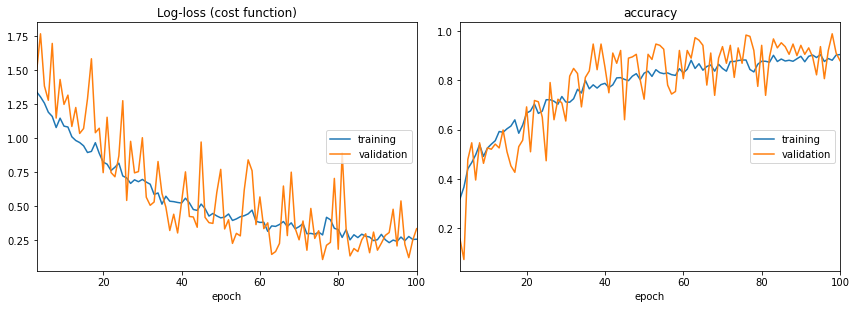 Log-loss (cost function)
1.75
1.50
1.25
1.00
0.75
0.50
0.25
training
validation
20
40
60
80
100
epoch
accuracy
1.0
0.8
0.6
0.4
0.2
training
validation
20
40
60
80
100
epoch